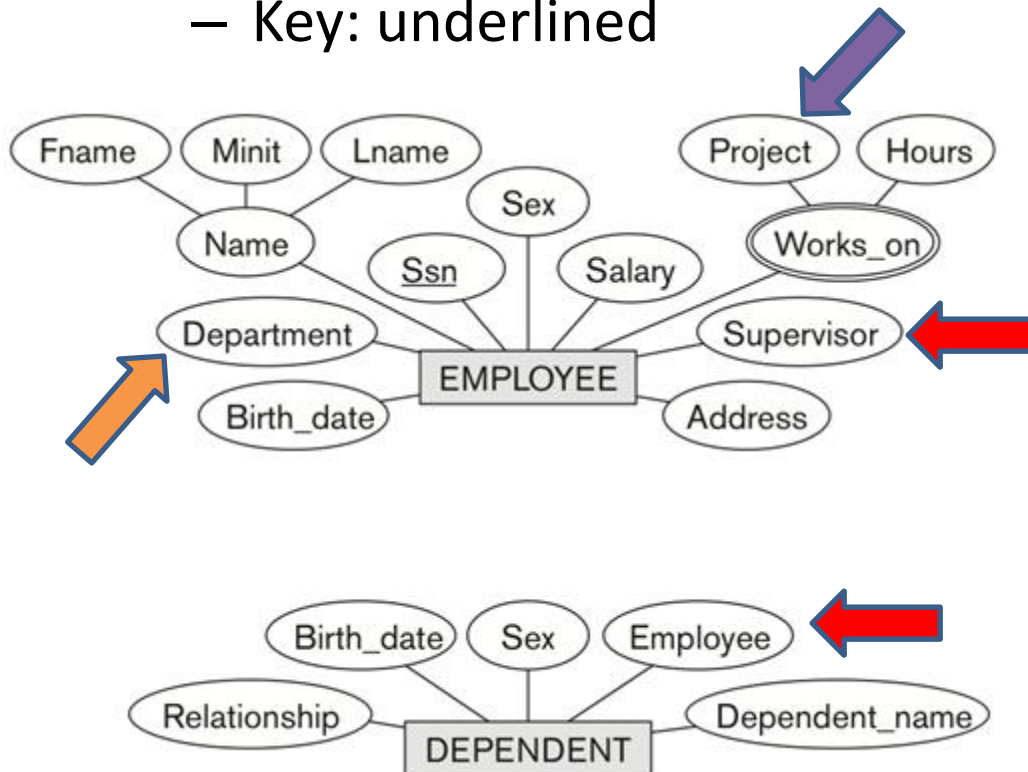 – Key: underlined
Fname Minit Lname Project Hours
Sex
Name Ssn Salary Works_on
Department Supervisor
EMPLOYEE
Birth_date Address
Birth_date Sex Employee
Relationship Dependent_name
DEPENDENT